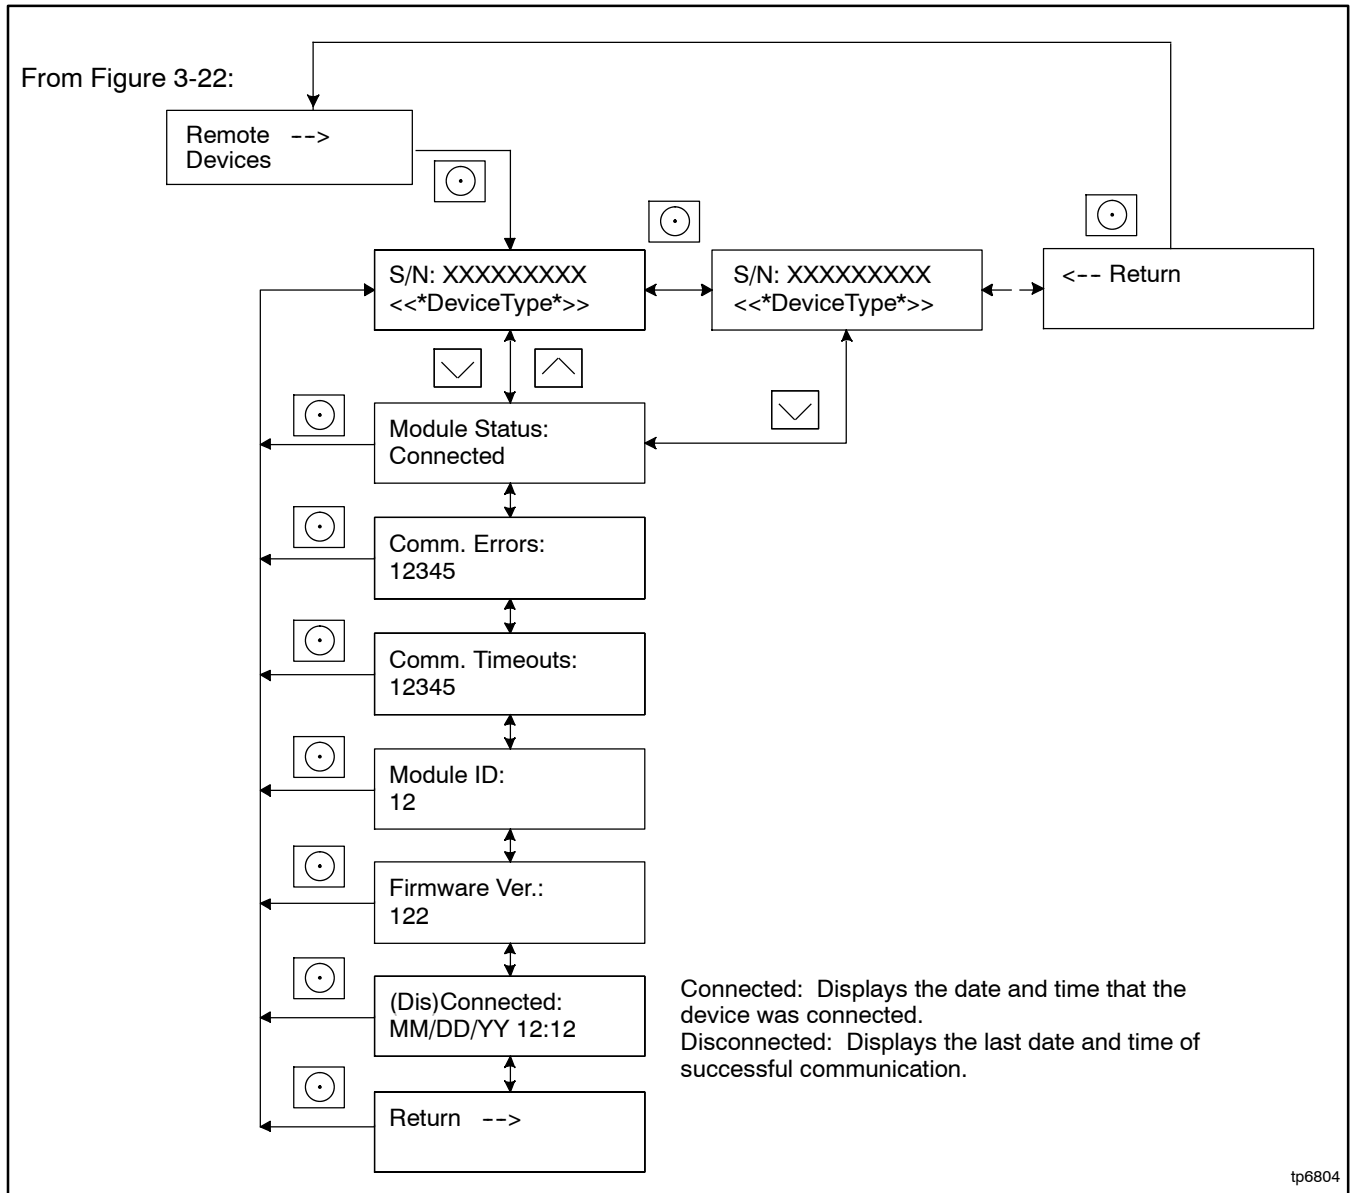 From Figure 3-22:
Remote -->
Devices
S/N: XXXXXXXXX
<<*DeviceType*>>
S/N: XXXXXXXXX
<<*DeviceType*>>
<-- Return
Module Status:
Connected
Comm. Errors:
12345
Comm. Timeouts:
12345
Module ID:
12
Firmware Ver.:
122
(Dis)Connected:
MM/DD/YY 12:12
Connected: Displays the date and time that the
device was connected.
Disconnected: Displays the last date and time of
successful communication.
Return -->
tp6804